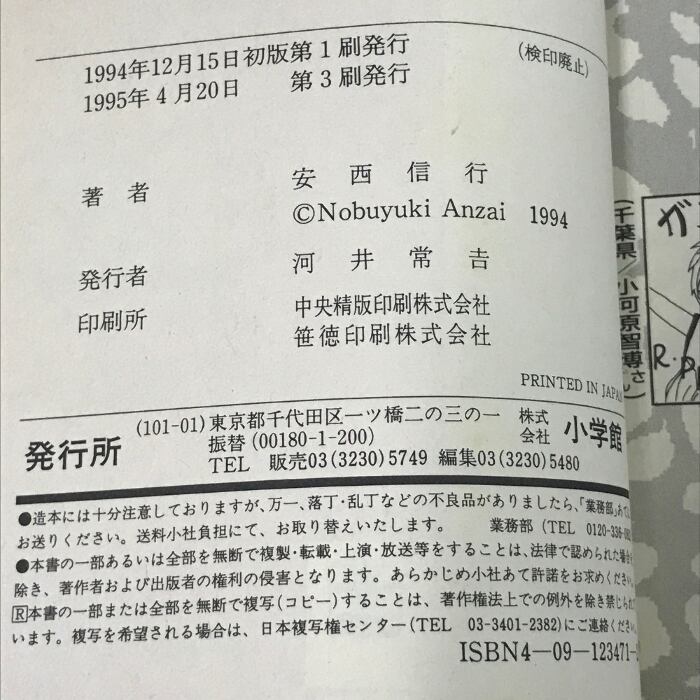 1994年12月15日初版第1刷発行
1995年4月20日 第3刷発行
(検印廃止)
著者 安西信行
©Nobuyuki Anzai 1994
発行者 河井常吉
印刷所 中央精版印刷株式会社
笹徳印刷株式会社
PRINTED IN JAPAN
発行所 (101-01)東京都千代田区一ツ橋二の三の一 株式会社 小学館
振替(00180-1-200)
TEL 販売03(3230)5749 編集03(3230)5480
●造本には十分注意しておりますが、万一、落丁・乱丁などの不良品がありましたら、「業務部」あてに
お送りください。送料小社負担にて、お取り替えいたします。 業務部(TEL 0120-336-
●本書の一部あるいは全部を無断で複製・転載・上演・放送等をすることは、法律で認められた場合を
除き、著作者および出版者の権利の侵害となります。あらかじめ小社あて許諾をお求めください。
Ⓡ本書の一部または全部を無断で複写(コピー)することは、著作権法上での例外を除き禁じられて
います。複写を希望される場合は、日本複写権センター(TEL 03-3401-2382)にご連絡ください。
ISBN4-09-123471-
(千葉県/小河原智博さん)
ガ
R.P